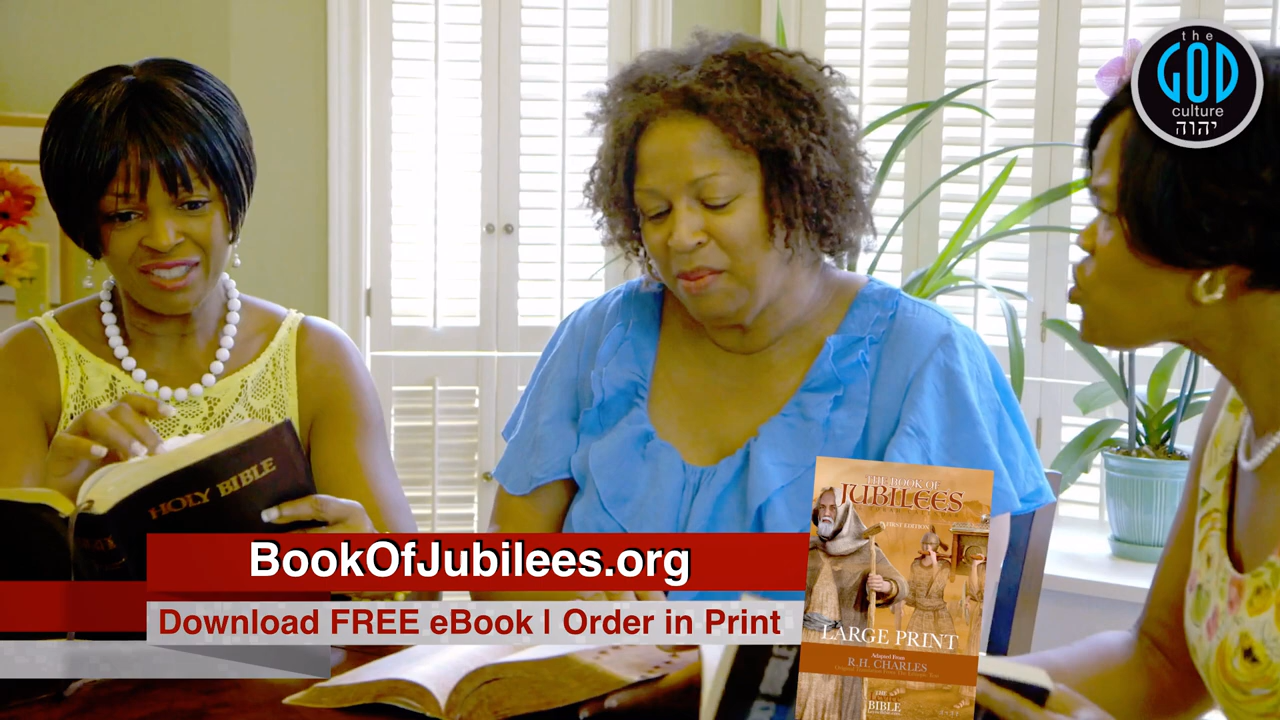 the
GOD
culture
יהוה
HOLY BIBLE
BookOfJubilees.org
Download FREE eBook | Order in Print
THE BOOK OF
JUBILEES
FIRST EDITION
LARGE PRINT
Adapted From
R.H. CHARLES
BIBLE